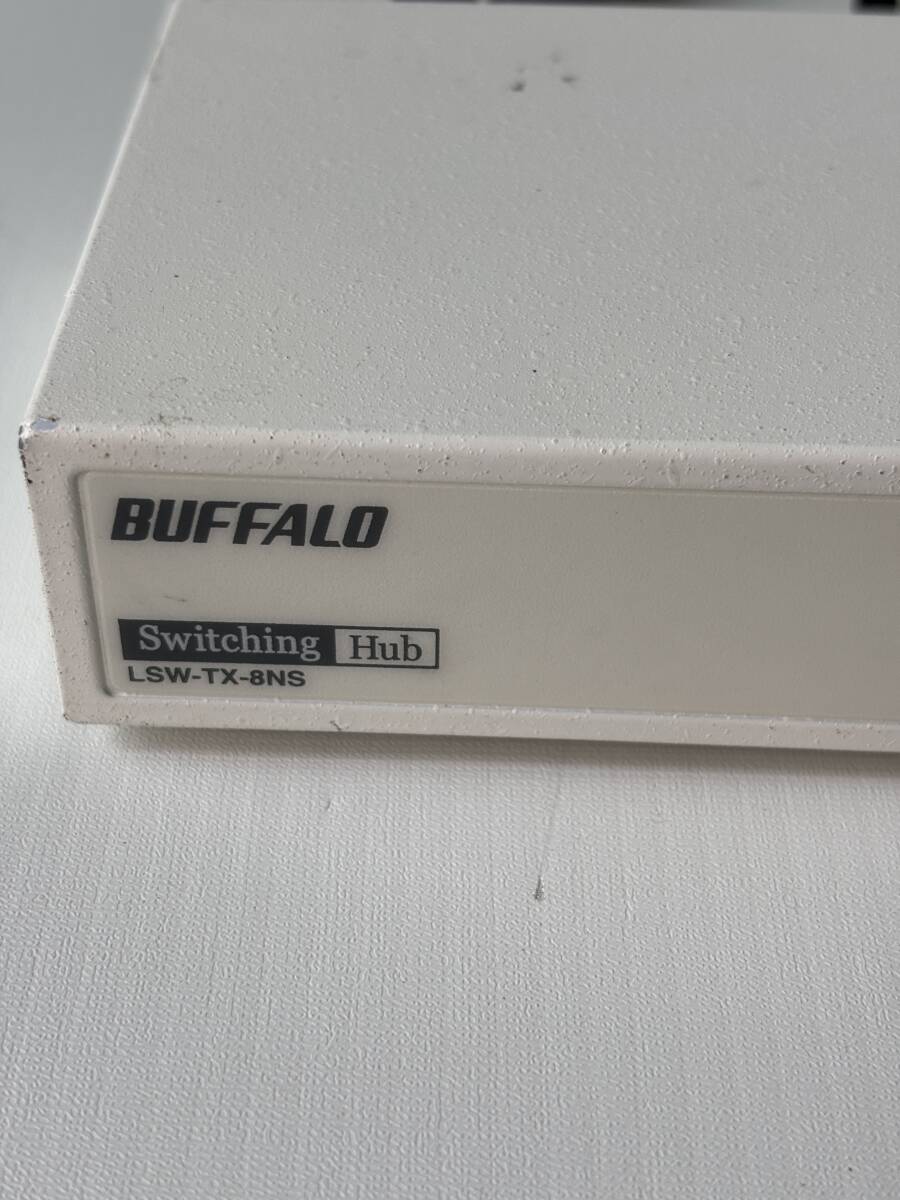 BUFFALO
Switching Hub
LSW-TX-8NS